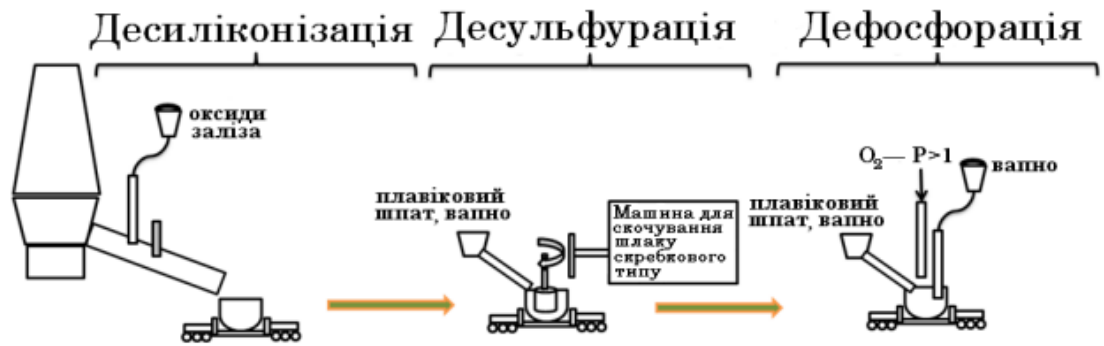 Десиліконізація
Десульфурація
Дефосфорація
оксиди
заліза
плавіковий
шпат, вапно
Машина для
скочування
шлаку
скребкового
типу
O₂— P>1
вапно
плавіковий
шпат, вапно